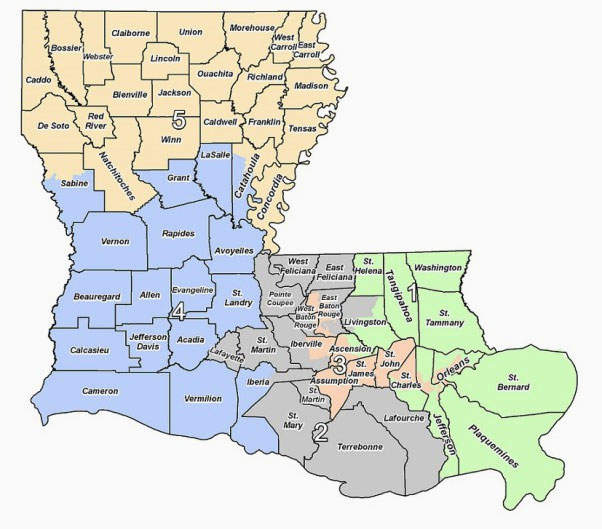 Claiborne
Union
Morehouse
Bossier
Webster
West
Carroll
East
Carroll
Lincoln
Caddo
Ouachita
Richland
Madison
Bienville
Jackson
De Soto
Red
River
5
Caldwell
Franklin
Tensas
Winn
LaSalle
Natchitoches
Catahoula
Sabine
Grant
Concordia
Vernon
Rapides
Avoyelles
West
Feliciana
East
Feliciana
St.
Helena
Tangipahoa
Washington
Beauregard
Allen
Evangeline
St.
Landry
Pointe
Coupee
West
Baton
Rouge
East
Baton
Rouge
Livingston
1
St.
Tammany
4
Calcasieu
Jefferson
Davis
Acadia
Lafayette
St.
Martin
Iberville
Ascension
3
St.
James
St.
John
St.
Charles
Orleans
St.
Bernard
Cameron
Vermilion
Iberia
St.
Martin
Assumption
St.
Mary
2
Terrebonne
Lafourche
Jefferson
Plaquemines